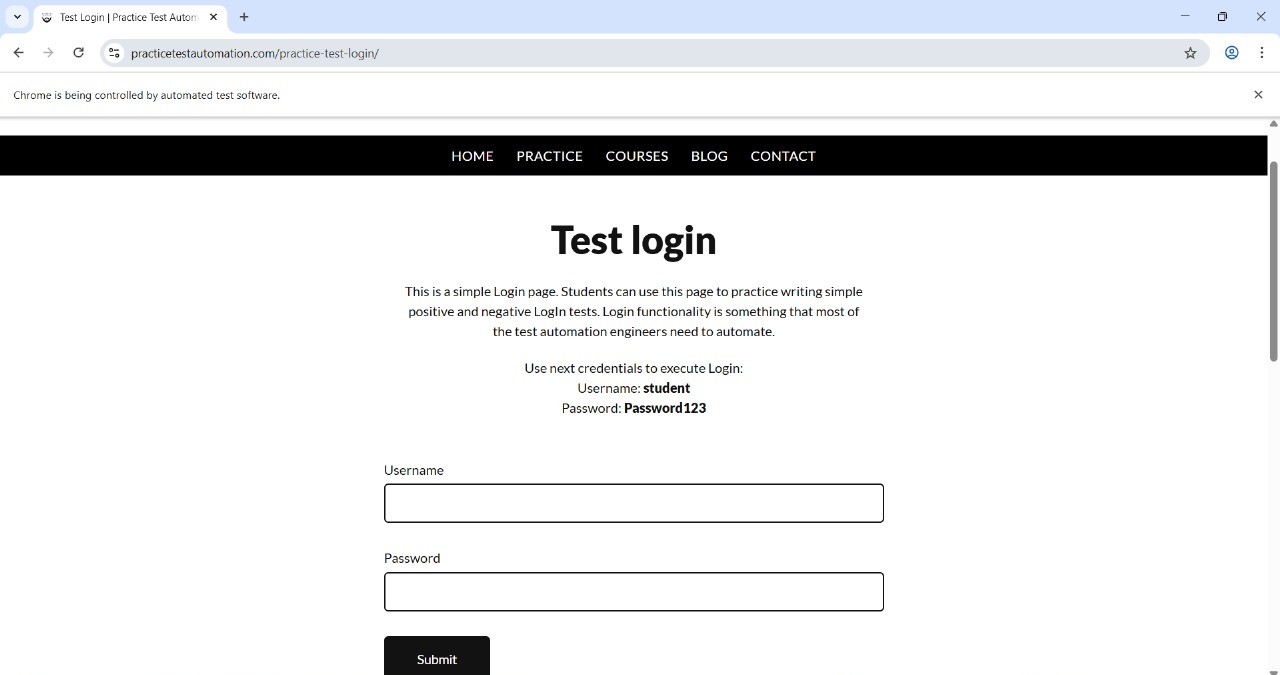 Test Login | Practice Test Autom
practicetestautomation.com/practice-test-login/
Chrome is being controlled by automated test software.
HOME PRACTICE COURSES BLOG CONTACT
Test login
This is a simple Login page. Students can use this page to practice writing simple
positive and negative LogIn tests. Login functionality is something that most of
the test automation engineers need to automate.
Use next credentials to execute Login:
Username: student
Password: Password123
Username
Password
Submit